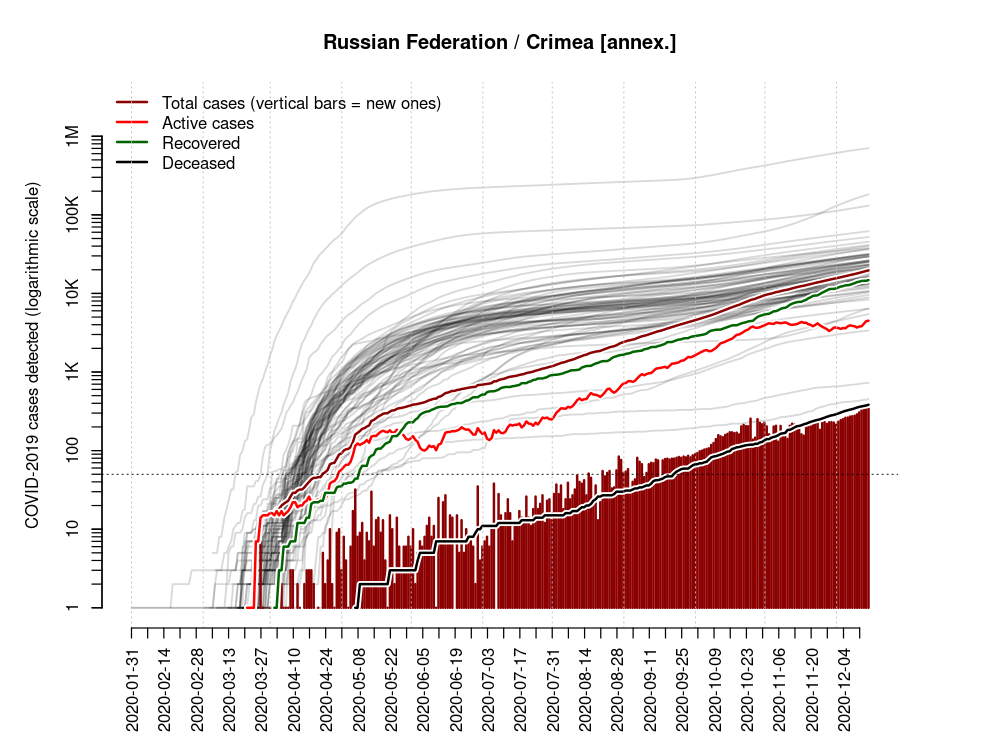 Russian Federation / Crimea [annex.]
Total cases (vertical bars = new ones)
Active cases
Recovered
Deceased
COVID-2019 cases detected (logarithmic scale)
1M
100K
10K
1K
100
10
1
2020-01-31
2020-02-14
2020-02-28
2020-03-13
2020-03-27
2020-04-10
2020-04-24
2020-05-08
2020-05-22
2020-06-05
2020-06-19
2020-07-03
2020-07-17
2020-07-31
2020-08-14
2020-08-28
2020-09-11
2020-09-25
2020-10-09
2020-10-23
2020-11-06
2020-11-20
2020-12-04